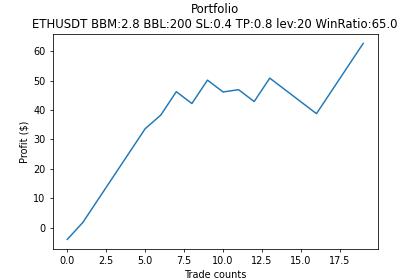 Portfolio
ETHUSDT BBM:2.8 BBL:200 SL:0.4 TP:0.8 lev:20 WinRatio:65.0
60
50
40
30
20
10
0
Profit ($)
0.0 2.5 5.0 7.5 10.0 12.5 15.0 17.5
Trade counts